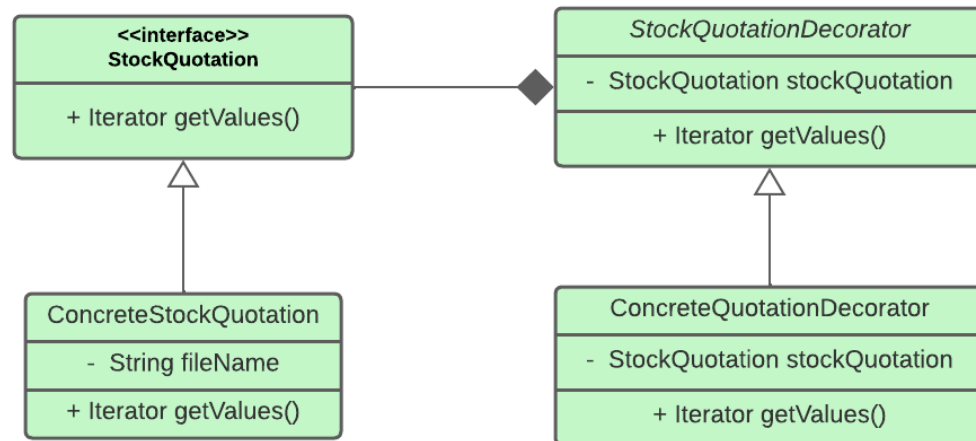 <<interface>>
StockQuotation
+ Iterator getValues()
StockQuotationDecorator
- StockQuotation stockQuotation
+ Iterator getValues()
ConcreteStockQuotation
- String fileName
+ Iterator getValues()
ConcreteQuotationDecorator
- StockQuotation stockQuotation
+ Iterator getValues()